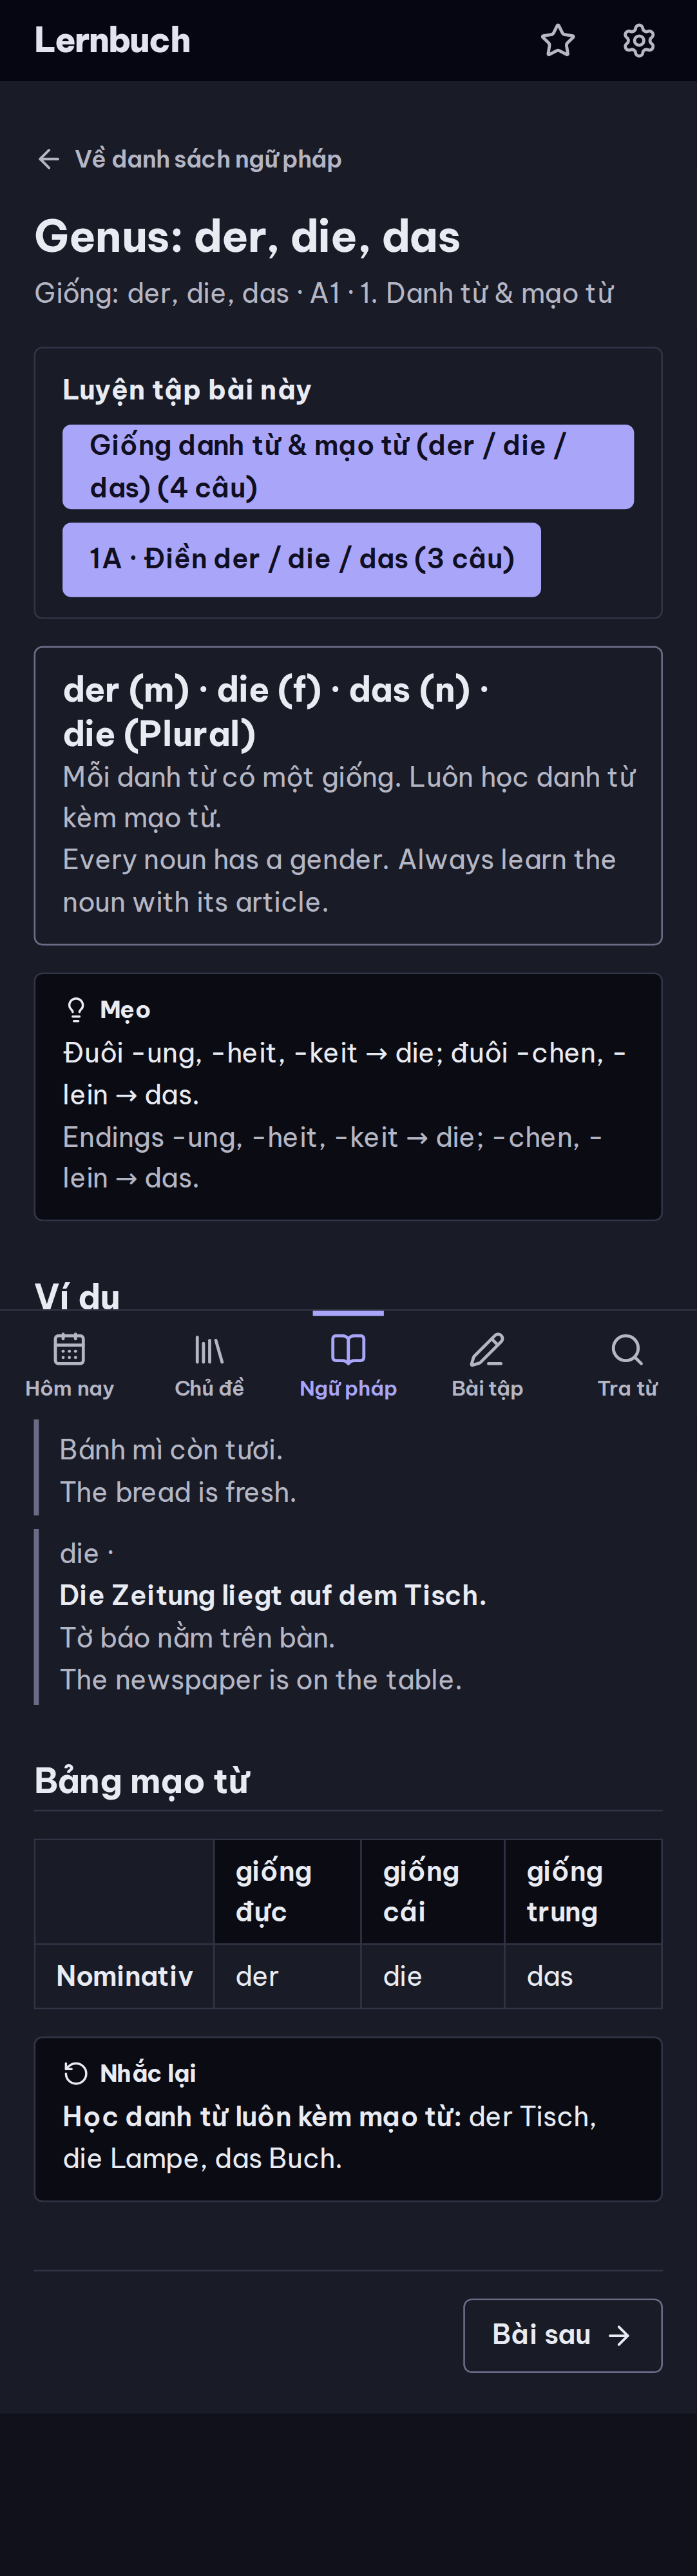 Lernbuch
Về danh sách ngữ pháp
Genus: der, die, das
Giống: der, die, das · A1 · 1. Danh từ & mạo từ
Luyện tập bài này
Giống danh từ & mạo từ (der / die /
das) (4 câu)
1A · Điền der / die / das (3 câu)
der (m) · die (f) · das (n) ·
die (Plural)
Mỗi danh từ có một giống. Luôn học danh từ
kèm mạo từ.
Every noun has a gender. Always learn the
noun with its article.
Mẹo
Đuôi -ung, -heit, -keit → die; đuôi -chen, -
lein → das.
Endings -ung, -heit, -keit → die; -chen, -
lein → das.
Ví dụ
Hôm nay
Chủ đề
Ngữ pháp
Bài tập
Tra từ
Bánh mì còn tươi.
The bread is fresh.
die ·
Die Zeitung liegt auf dem Tisch.
Tờ báo nằm trên bàn.
The newspaper is on the table.
Bảng mạo từ
giống đực
giống cái
giống trung
Nominativ der die das
Nhắc lại
Học danh từ luôn kèm mạo từ: der Tisch,
die Lampe, das Buch.
Bài sau →